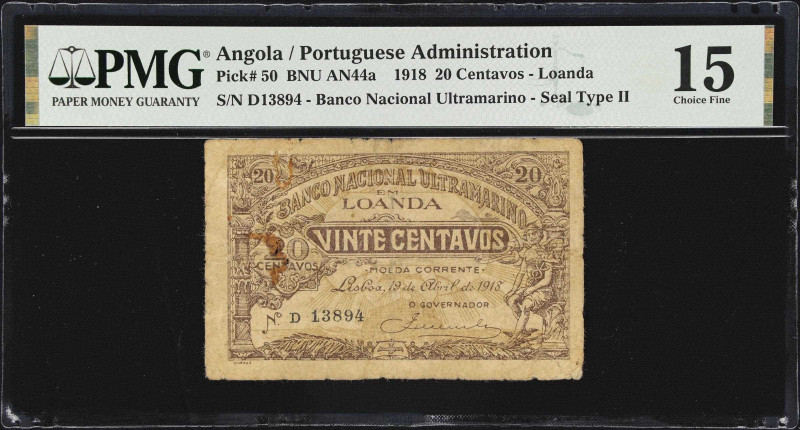 PMG®
PAPER MONEY GUARANTY
Angola / Portuguese Administration
Pick# 50 BNU AN44a 1918 20 Centavos - Loanda
S/N D13894 - Banco Nacional Ultramarino - Seal Type II
15
Choice Fine
20
20
BANCO NACIONAL ULTRAMARINO
EM
LOANDA
20
CENTAVOS
VINTE CENTAVOS
MOEDA CORRENTE
Lisboa, 19 de Abril de 1918
O GOVERNADOR
Nº D 13894